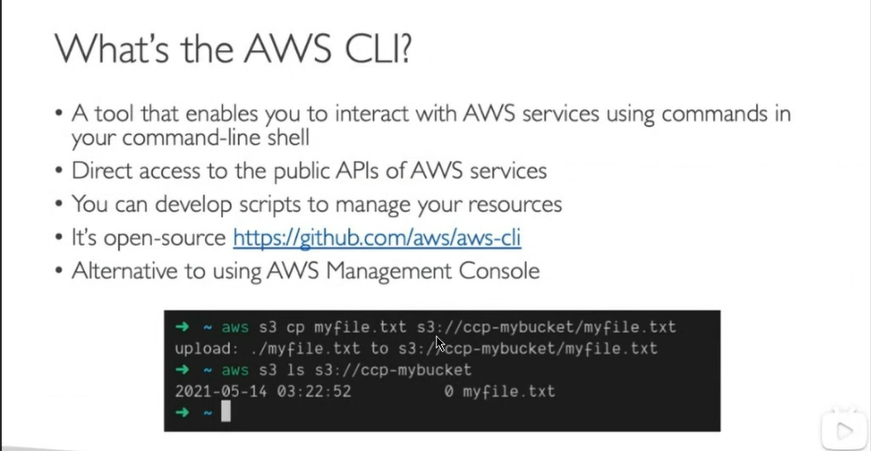 What's the AWS CLI?
• A tool that enables you to interact with AWS services using commands in
your command-line shell
• Direct access to the public APIs of AWS services
• You can develop scripts to manage your resources
• It's open-source https://github.com/aws/aws-cli
• Alternative to using AWS Management Console
➜ ~ aws s3 cp myfile.txt s3://ccp-mybucket/myfile.txt
upload: ./myfile.txt to s3://ccp-mybucket/myfile.txt
➜ ~ aws s3 ls s3://ccp-mybucket
2021-05-14 03:22:52          0 myfile.txt
➜ ~